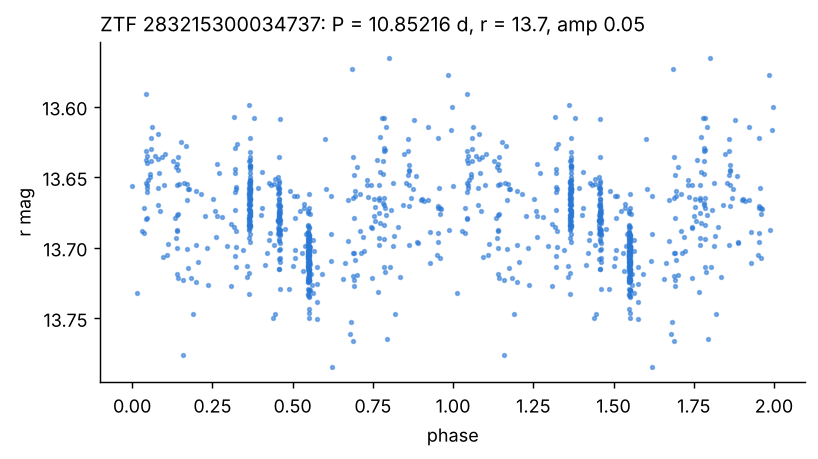 ZTF 283215300034737: P = 10.85216 d, r = 13.7, amp 0.05
13.60
13.65
13.70
13.75
r mag
0.00 0.25 0.50 0.75 1.00 1.25 1.50 1.75 2.00
phase